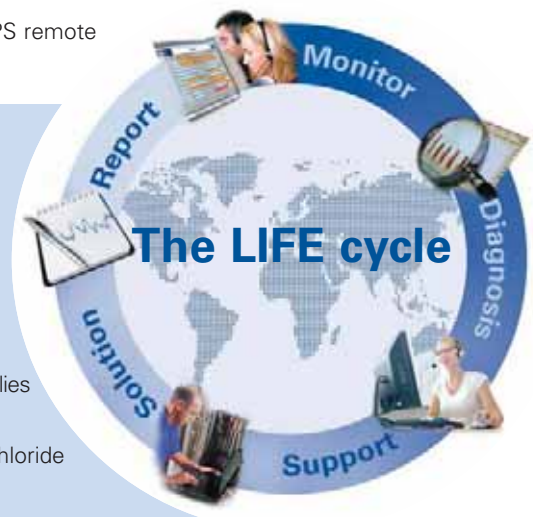 PS remote
Monitor
Diagnosis
Support
Solution
Report
The LIFE cycle
lies
hloride